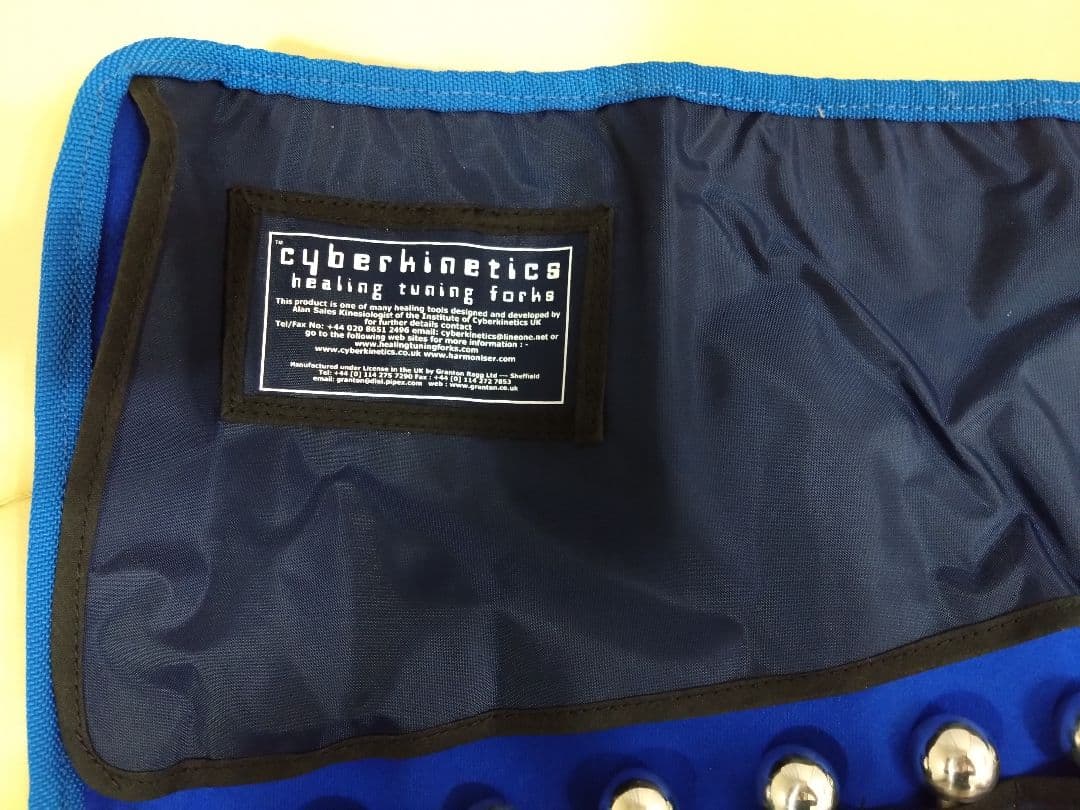 ™
cyberkinetics
healing tuning forks
This product is one of many healing tools designed and developed by
Alan Sales Kinesiologist of the Institute of Cyberkinetics UK
for further details contact
Tel/Fax No: +44 020 8651 2496 email: cyberkinetics@lineone.net or
go to the following web sites for more information : -
www.healingtuningforks.com
www.cyberkinetics.co.uk www.harmoniser.com
Manufactured under License in the UK by Granton Ragg Ltd --- Sheffield
Tel: +44 [0] 114 275 7290 Fax : +44 [0] 114 272 7853
email: granton@dial.pipex.com web : www.granton.co.uk